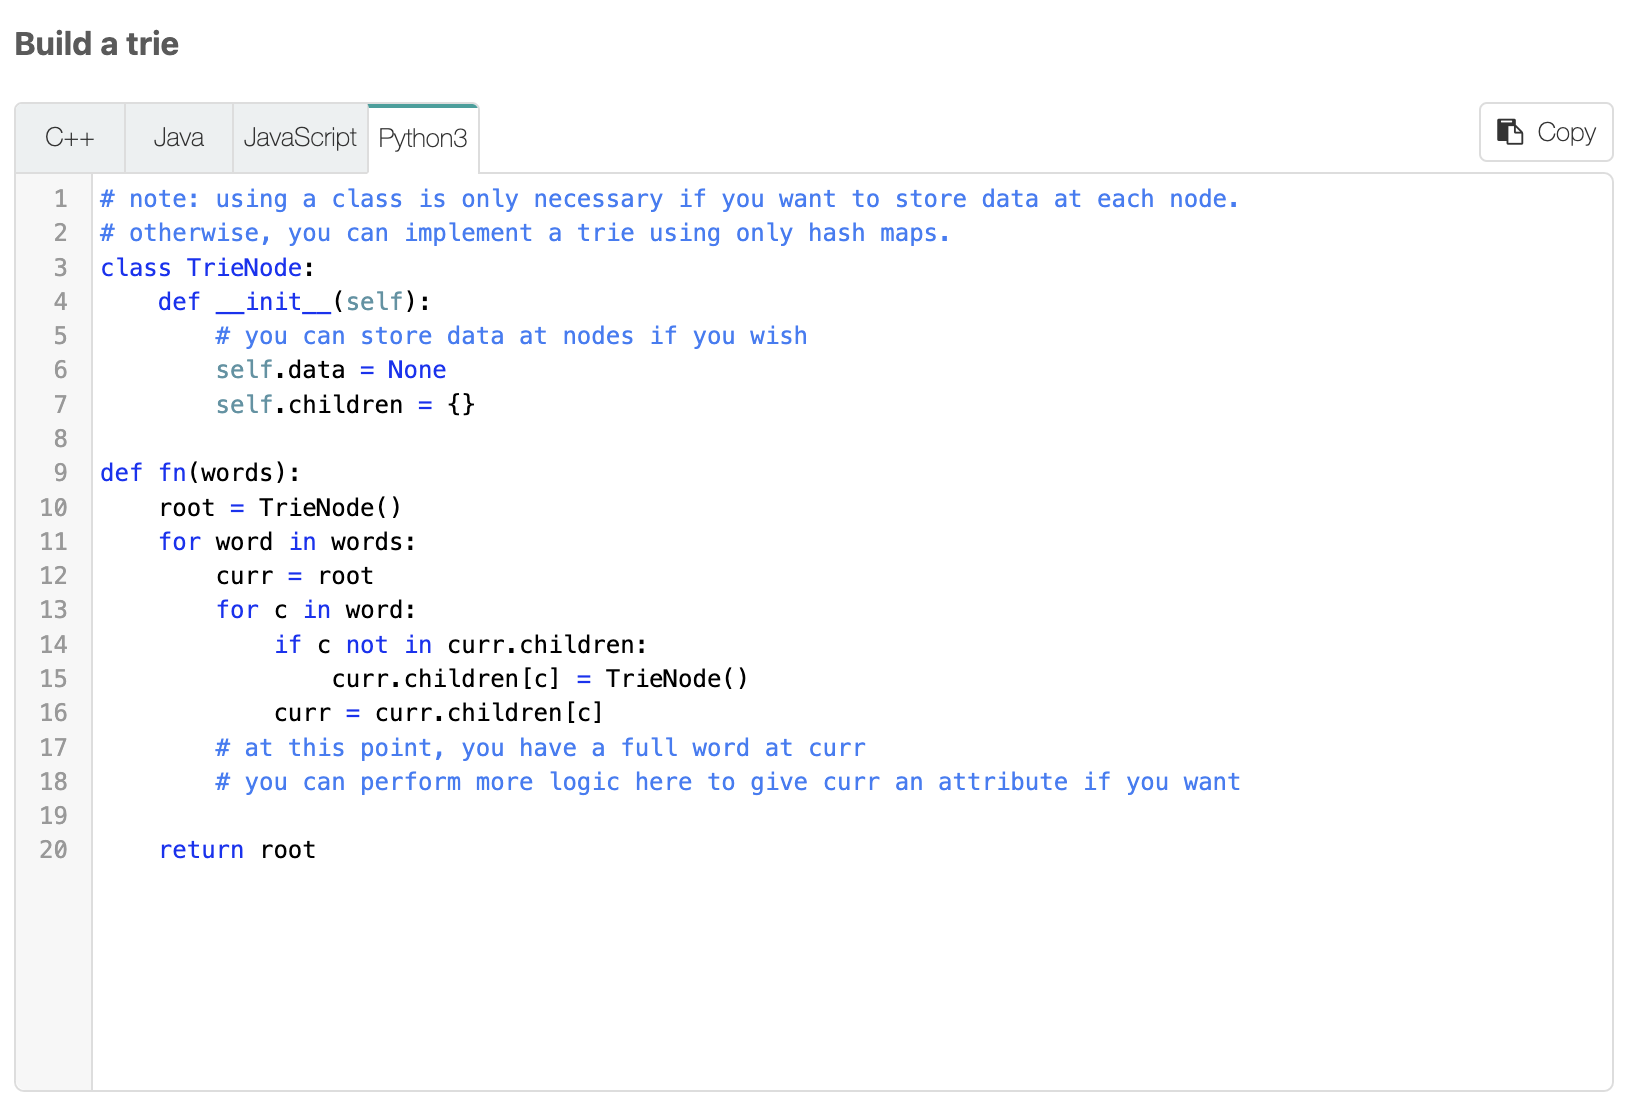 Build a trie
C++ Java JavaScript Python3 Copy
1 # note: using a class is only necessary if you want to store data at each node.
2 # otherwise, you can implement a trie using only hash maps.
3 class TrieNode:
4     def __init__(self):
5         # you can store data at nodes if you wish
6         self.data = None
7         self.children = {}
8
9 def fn(words):
10     root = TrieNode()
11     for word in words:
12         curr = root
13         for c in word:
14             if c not in curr.children:
15                 curr.children[c] = TrieNode()
16             curr = curr.children[c]
17         # at this point, you have a full word at curr
18         # you can perform more logic here to give curr an attribute if you want
19
20     return root